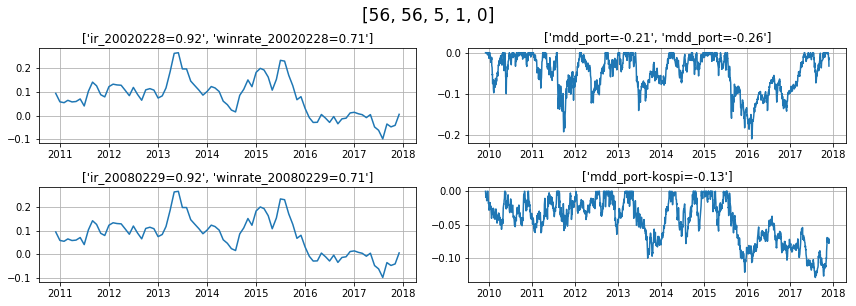 [56, 56, 5, 1, 0]
['ir_20020228=0.92', 'winrate_20020228=0.71']
0.2
0.1
0.0
−0.1
2011 2012 2013 2014 2015 2016 2017 2018
['mdd_port=-0.21', 'mdd_port=-0.26']
0.0
−0.1
−0.2
2010 2011 2012 2013 2014 2015 2016 2017 2018
['ir_20080229=0.92', 'winrate_20080229=0.71']
0.2
0.1
0.0
−0.1
2011 2012 2013 2014 2015 2016 2017 2018
['mdd_port-kospi=-0.13']
0.00
−0.05
−0.10
2010 2011 2012 2013 2014 2015 2016 2017 2018